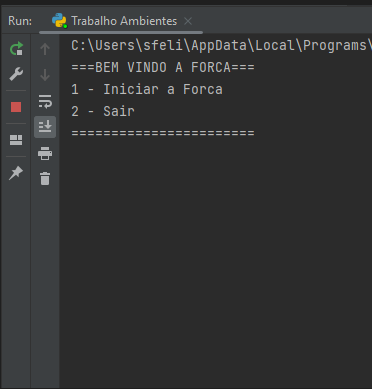 Run: Trabalho Ambientes
C:\Users\sfeli\AppData\Local\Programs\
===BEM VINDO A FORCA===
1 - Iniciar a Forca
2 - Sair
=======================